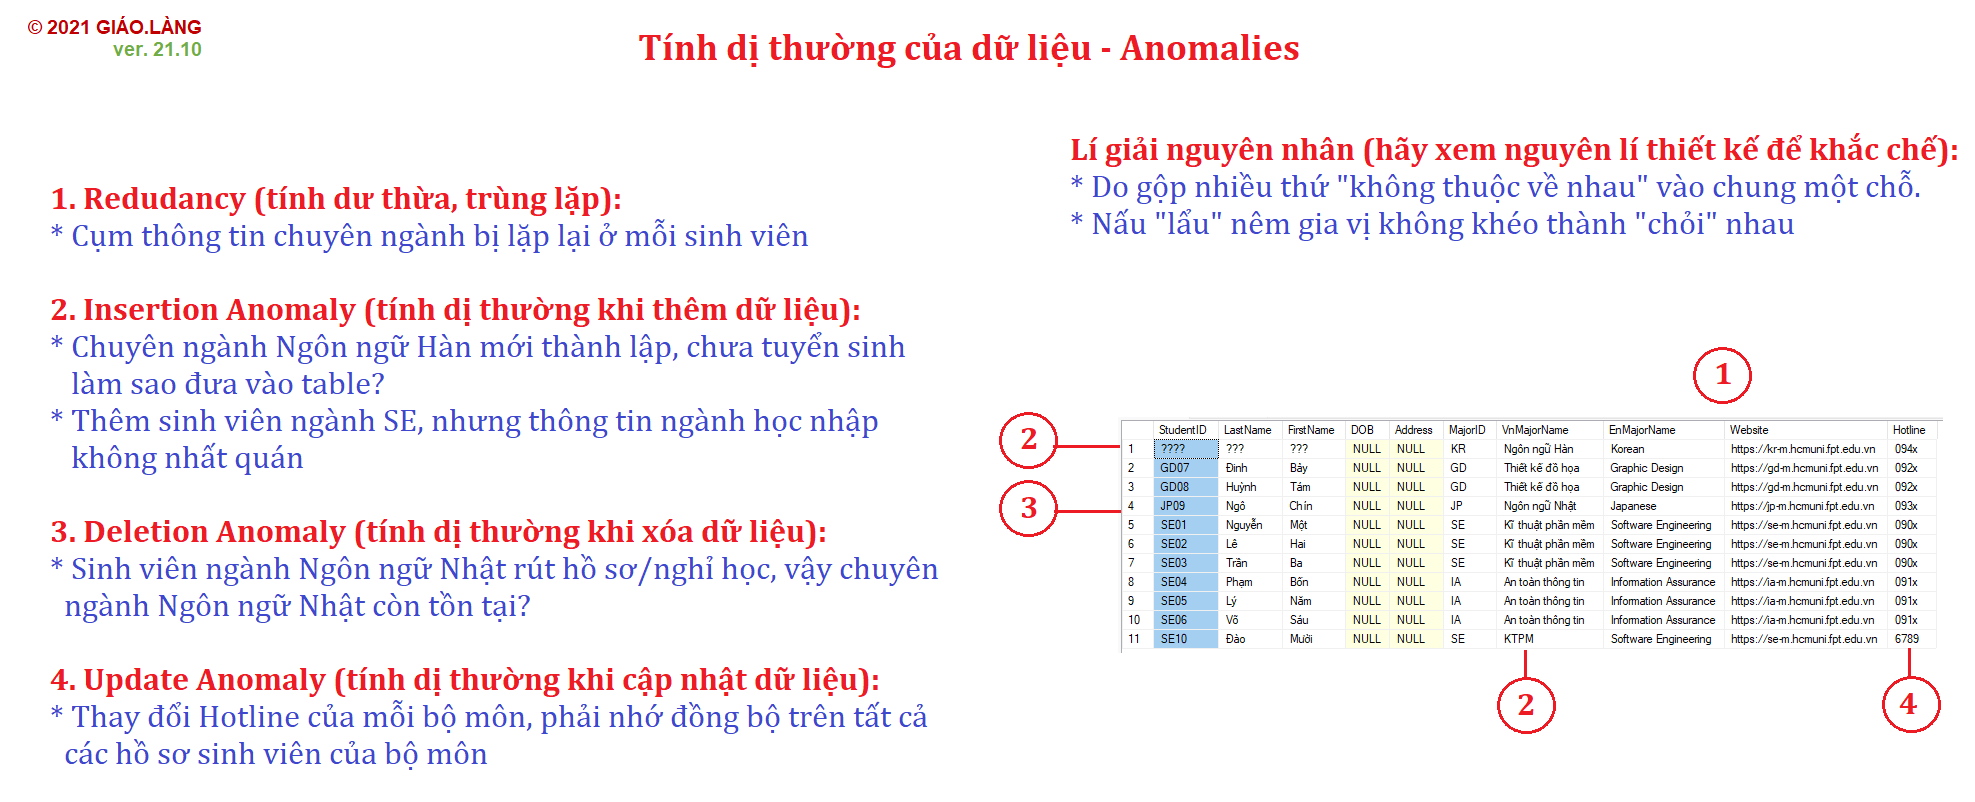 © 2021 GIÁO.LÀNG
ver. 21.10
Tính dị thường của dữ liệu - Anomalies
1. Redudancy (tính dư thừa, trùng lặp):
* Cụm thông tin chuyên ngành bị lặp lại ở mỗi sinh viên
2. Insertion Anomaly (tính dị thường khi thêm dữ liệu):
* Chuyên ngành Ngôn ngữ Hàn mới thành lập, chưa tuyển sinh
làm sao đưa vào table?
* Thêm sinh viên ngành SE, nhưng thông tin ngành học nhập
không nhất quán
3. Deletion Anomaly (tính dị thường khi xóa dữ liệu):
* Sinh viên ngành Ngôn ngữ Nhật rút hồ sơ/nghỉ học, vậy chuyên
ngành Ngôn ngữ Nhật còn tồn tại?
4. Update Anomaly (tính dị thường khi cập nhật dữ liệu):
* Thay đổi Hotline của mỗi bộ môn, phải nhớ đồng bộ trên tất cả
các hồ sơ sinh viên của bộ môn
Lí giải nguyên nhân (hãy xem nguyên lí thiết kế để khắc chế):
* Do gộp nhiều thứ "không thuộc về nhau" vào chung một chỗ.
* Nấu "lẩu" nêm gia vị không khéo thành "chỏi" nhau
1
StudentID LastName FirstName DOB Address MajorID VnMajorName EnMajorName Website Hotline
2
1 ???? ??? ??? NULL NULL KR Ngôn ngữ Hàn Korean https://kr-m.hcmuni.fpt.edu.vn 094x
2 GD07 Đinh Bảy NULL NULL GD Thiết kế đồ họa Graphic Design https://gd-m.hcmuni.fpt.edu.vn 092x
3 GD08 Huỳnh Tám NULL NULL GD Thiết kế đồ họa Graphic Design https://gd-m.hcmuni.fpt.edu.vn 092x
3
4 JP09 Ngô Chín NULL NULL JP Ngôn ngữ Nhật Japanese https://jp-m.hcmuni.fpt.edu.vn 093x
5 SE01 Nguyễn Một NULL NULL SE Kĩ thuật phần mềm Software Engineering https://se-m.hcmuni.fpt.edu.vn 090x
6 SE02 Lê Hai NULL NULL SE Kĩ thuật phần mềm Software Engineering https://se-m.hcmuni.fpt.edu.vn 090x
7 SE03 Trần Ba NULL NULL SE Kĩ thuật phần mềm Software Engineering https://se-m.hcmuni.fpt.edu.vn 090x
8 SE04 Phạm Bốn NULL NULL IA An toàn thông tin Information Assurance https://ia-m.hcmuni.fpt.edu.vn 091x
9 SE05 Lý Năm NULL NULL IA An toàn thông tin Information Assurance https://ia-m.hcmuni.fpt.edu.vn 091x
10 SE06 Võ Sáu NULL NULL IA An toàn thông tin Information Assurance https://ia-m.hcmuni.fpt.edu.vn 091x
11 SE10 Đào Mười NULL NULL SE KTPM Software Engineering https://se-m.hcmuni.fpt.edu.vn 6789
2
4